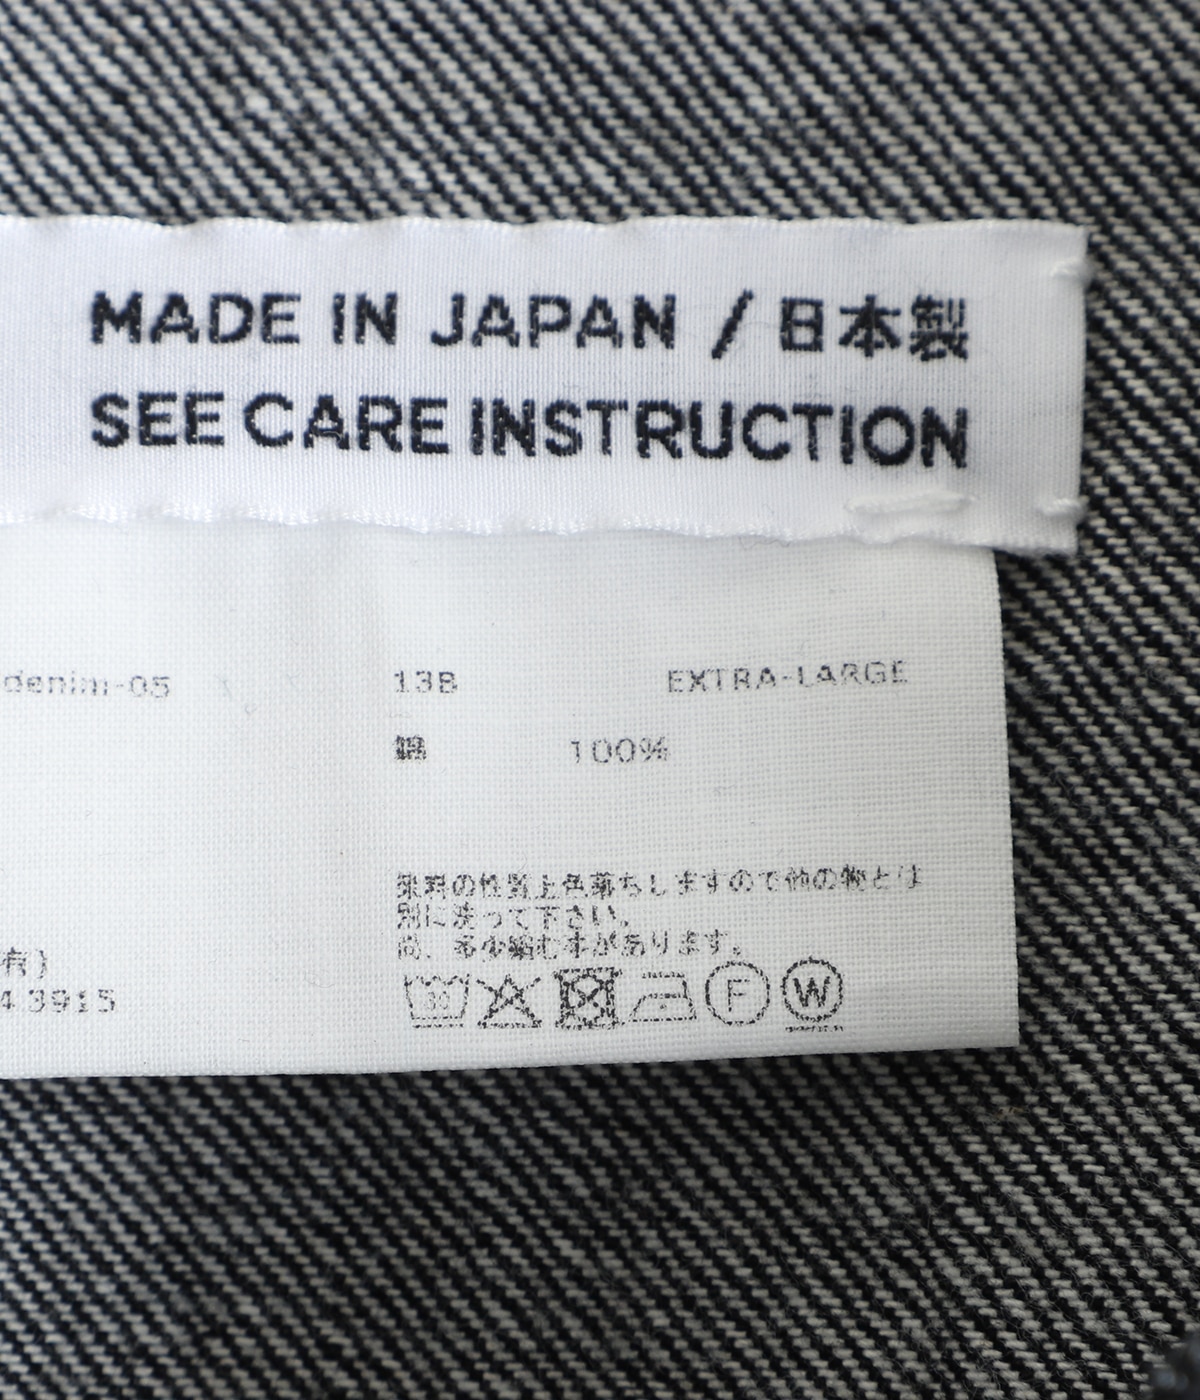 MADE IN JAPAN / 日本製
SEE CARE INSTRUCTION
denim-05 13B EXTRA-LARGE
綿 100%
染料の性質上色落ちしますので他の物とは
別に洗って下さい。
尚、多少縮む事があります。
有)
43915
30 F W